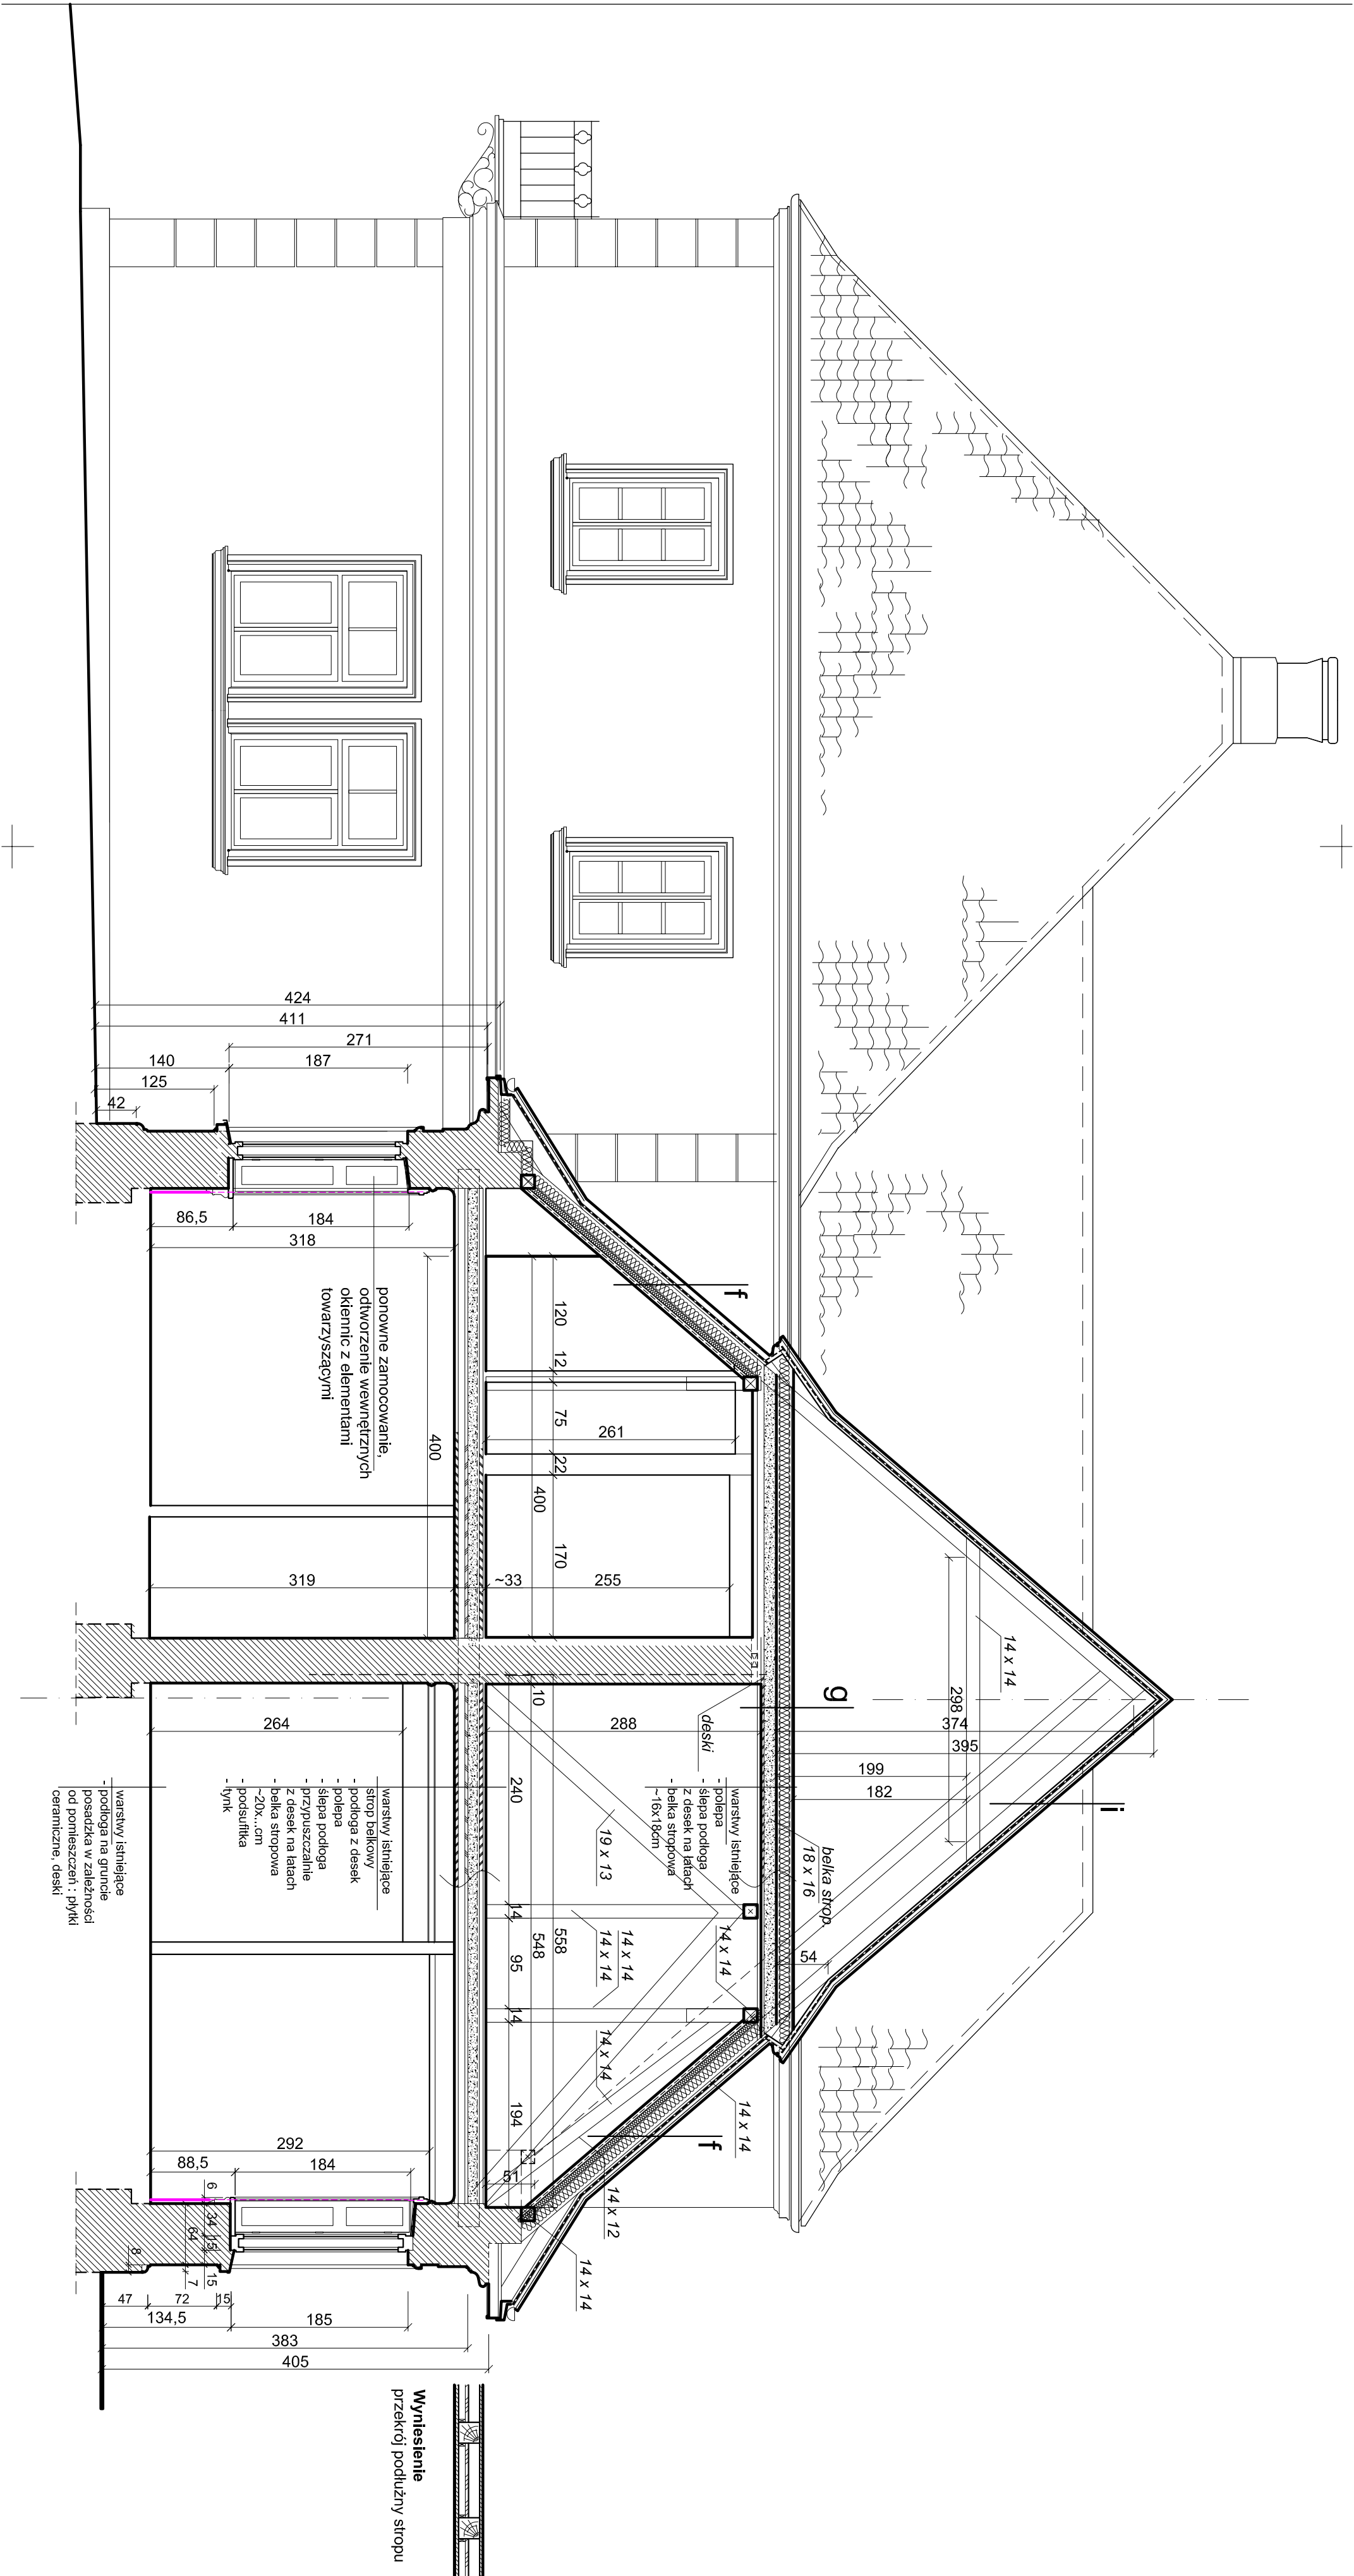 424
411
271
140
187
125
42
86,5
184
318
ponowne zamocowanie,
odtworzenie wewnętrznych
okiennic z elementami
towarzyszącymi
400
319
~33
255
120
12
75
22
170
400
261
f
g
deski
288
10
264
14 x 14
298
374
395
199
182
i
belka strop.
18 x 16
54
warstwy istniejące
- polepa
- ślepa podłoga
z desek na łatach
- belka stropowa
~16x18cm
240
19 x 13
14
95
14
194
548
558
14 x 14
14 x 14
14 x 14
14 x 14
14 x 14
f
51
14 x 12
14 x 14
warstwy istniejące
strop belkowy
- podłoga z desek
- polepa
- ślepa podłoga
- przypuszczalnie
z desek na łatach
- belka stropowa
~20x...cm
- podsufitka
- tynk
warstwy istniejące
- podłoga na gruncie
posadzka w zależności
od pomieszczeń : płytki
ceramiczne, deski
292
88,5
184
6
34
15
64
15
8
7
47
72
15
134,5
185
383
405
Wyniesienie
przekrój podłużny stropu